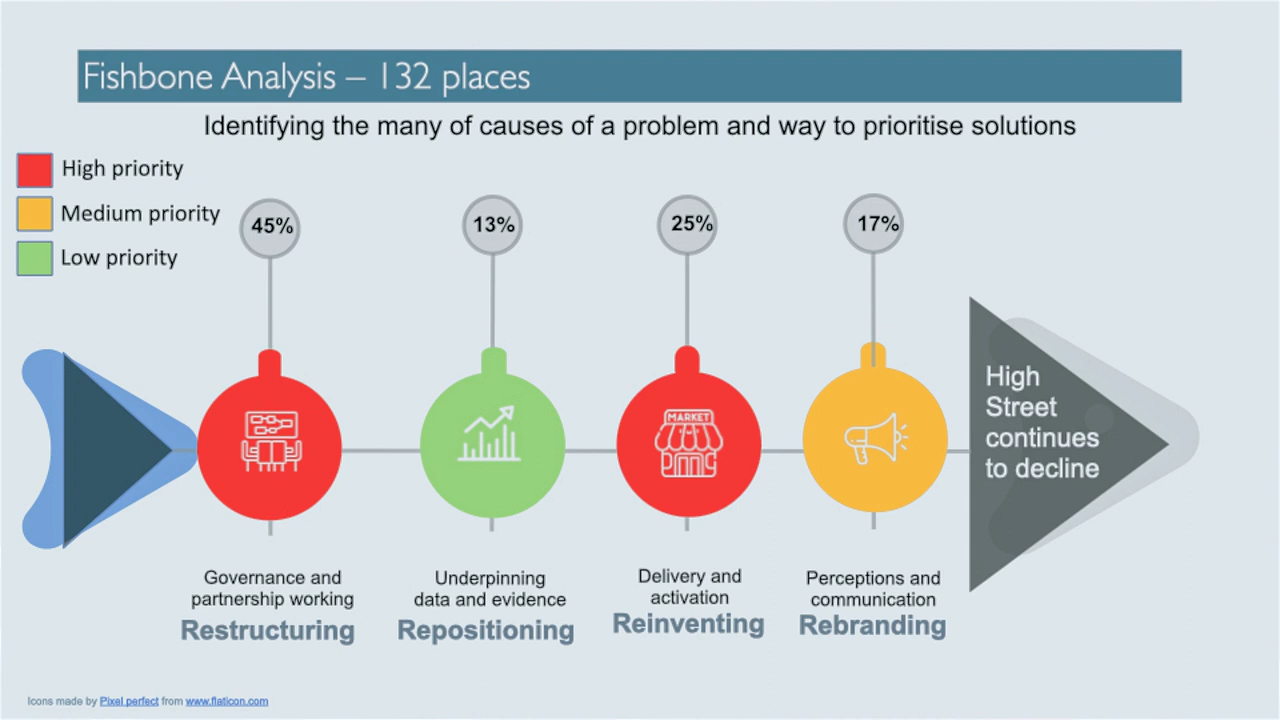 Fishbone Analysis – 132 places
Identifying the many of causes of a problem and way to prioritise solutions
High priority
Medium priority
Low priority
45%
13%
25%
17%
MARKET
High
Street
continues
to decline
Governance and
partnership working
Restructuring
Underpinning
data and evidence
Repositioning
Delivery and
activation
Reinventing
Perceptions and
communication
Rebranding
Icons made by Pixel perfect from www.flaticon.com